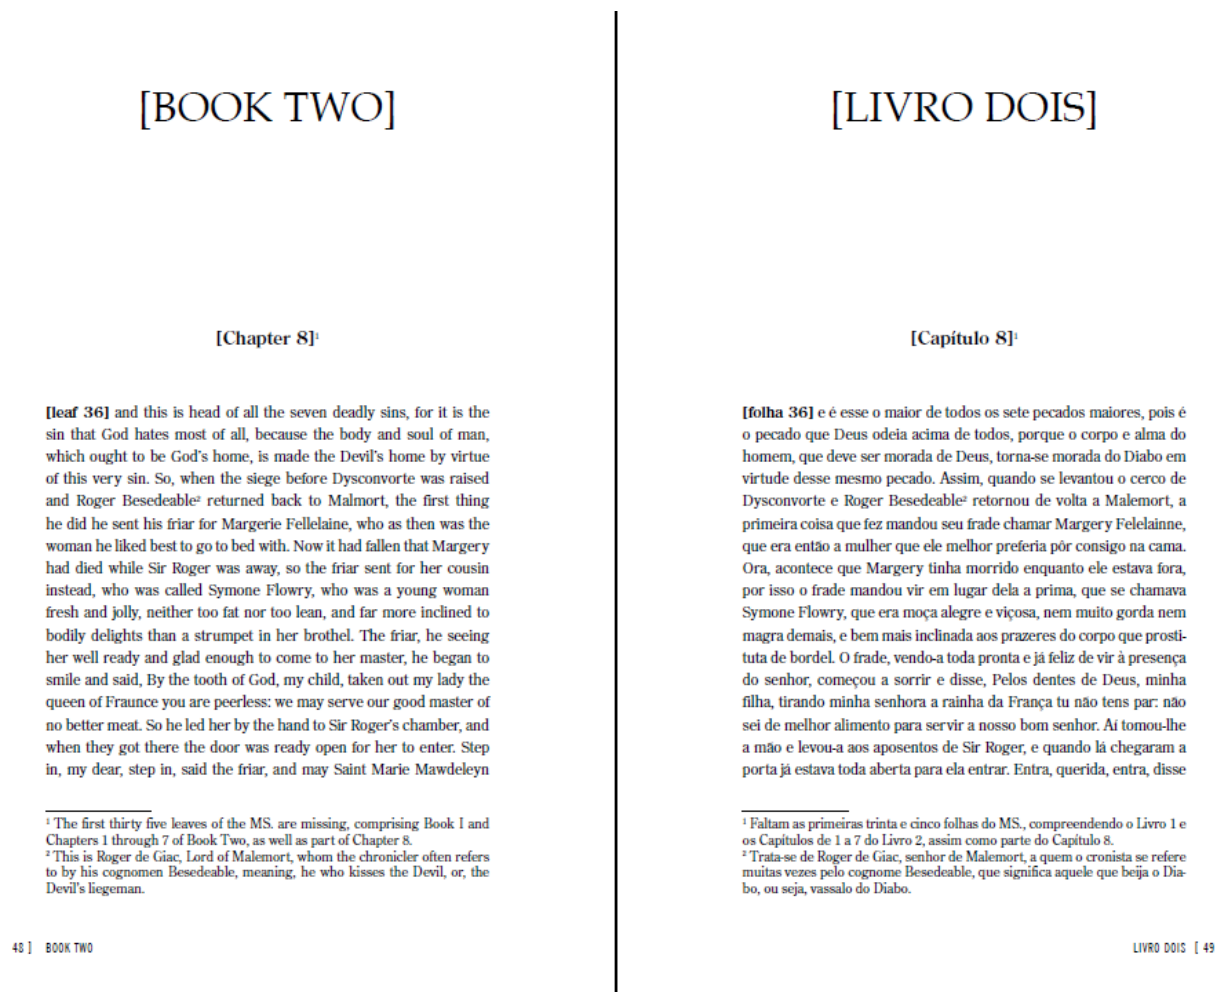 [BOOK TWO]
[Chapter 8]¹
[leaf 36] and this is head of all the seven deadly sins, for it is the
sin that God hates most of all, because the body and soul of man,
which ought to be God's home, is made the Devil's home by virtue
of this very sin. So, when the siege before Dysconvorte was raised
and Roger Besedeable² returned back to Malmort, the first thing
he did he sent his friar for Margerie Fellelaine, who as then was the
woman he liked best to go to bed with. Now it had fallen that Margery
had died while Sir Roger was away, so the friar sent for her cousin
instead, who was called Symone Flowry, who was a young woman
fresh and jolly, neither too fat nor too lean, and far more inclined to
bodily delights than a strumpet in her brothel. The friar, he seeing
her well ready and glad enough to come to her master, he began to
smile and said, By the tooth of God, my child, taken out my lady the
queen of Fraunce you are peerless: we may serve our good master of
no better meat. So he led her by the hand to Sir Roger's chamber, and
when they got there the door was ready open for her to enter. Step
in, my dear, step in, said the friar, and may Saint Marie Mawdeleyn
¹ The first thirty five leaves of the MS. are missing, comprising Book I and
Chapters 1 through 7 of Book Two, as well as part of Chapter 8.
² This is Roger de Giac, Lord of Malemort, whom the chronicler often refers
to by his cognomen Besedeable, meaning, he who kisses the Devil, or, the
Devil's liegeman.
48 ] BOOK TWO
[LIVRO DOIS]
[Capítulo 8]¹
[folha 36] e é esse o maior de todos os sete pecados maiores, pois é
o pecado que Deus odeia acima de todos, porque o corpo e alma do
homem, que deve ser morada de Deus, torna-se morada do Diabo em
virtude desse mesmo pecado. Assim, quando se levantou o cerco de
Dysconvorte e Roger Besedeable² retornou de volta a Malemort, a
primeira coisa que fez mandou seu frade chamar Margery Felelainne,
que era então a mulher que ele melhor preferia pôr consigo na cama.
Ora, acontece que Margery tinha morrido enquanto ele estava fora,
por isso o frade mandou vir em lugar dela a prima, que se chamava
Symone Flowry, que era moça alegre e viçosa, nem muito gorda nem
magra demais, e bem mais inclinada aos prazeres do corpo que prosti-
tuta de bordel. O frade, vendo-a toda pronta e já feliz de vir à presença
do senhor, começou a sorrir e disse, Pelos dentes de Deus, minha
filha, tirando minha senhora a rainha da França tu não tens par: não
sei de melhor alimento para servir a nosso bom senhor. Aí tomou-lhe
a mão e levou-a aos aposentos de Sir Roger, e quando lá chegaram a
porta já estava toda aberta para ela entrar. Entra, querida, entra, disse
¹ Faltam as primeiras trinta e cinco folhas do MS., compreendendo o Livro 1 e
os Capítulos de 1 a 7 do Livro 2, assim como parte do Capítulo 8.
² Trata-se de Roger de Giac, senhor de Malemort, a quem o cronista se refere
muitas vezes pelo cognome Besedeable, que significa aquele que beija o Dia-
bo, ou seja, vassalo do Diabo.
LIVRO DOIS [ 49